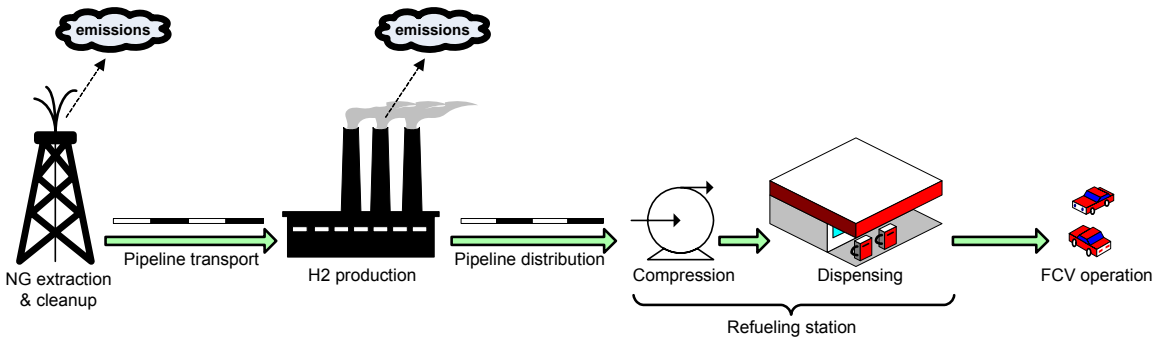 emissions
emissions
NG extraction
& cleanup
Pipeline transport
H2 production
Pipeline distribution
Compression
Dispensing
FCV operation
Refueling station